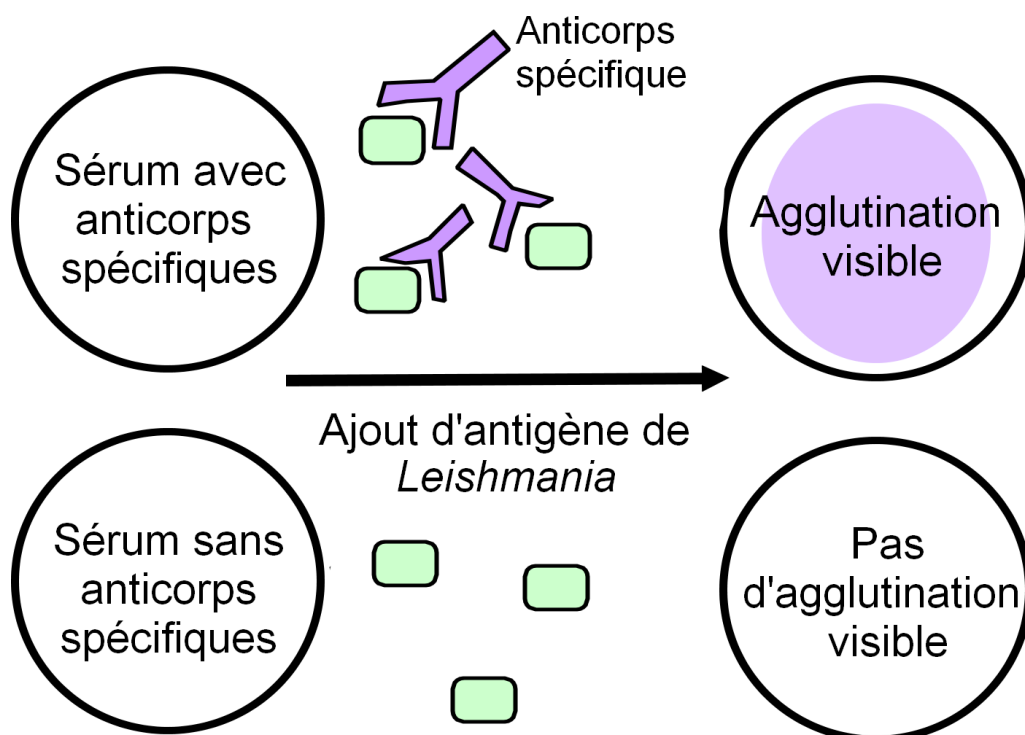 Anticorps
spécifique
Sérum avec
anticorps
spécifiques
Agglutination
visible
Ajout d'antigène de
Leishmania
Sérum sans
anticorps
spécifiques
Pas
d'agglutination
visible